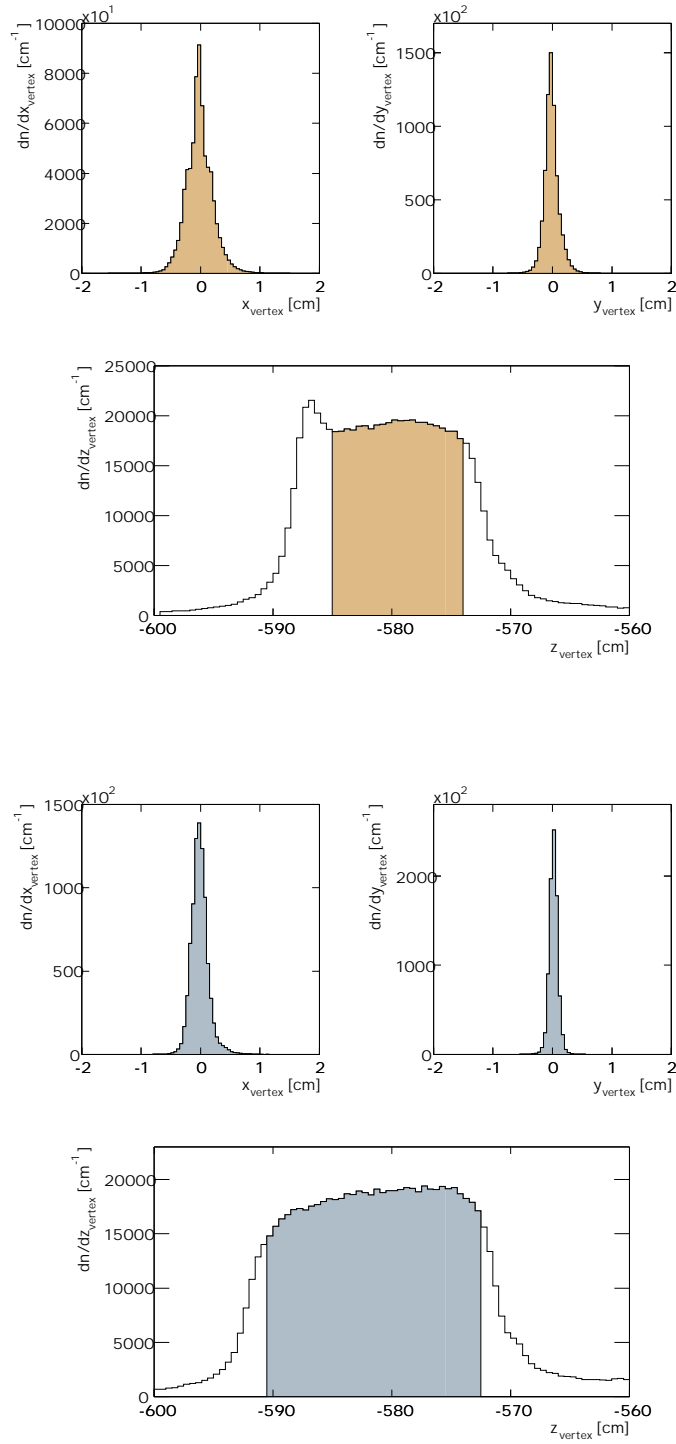 x10^1
dn/dx_vertex [cm^-1]
10000
8000
6000
4000
2000
0
-2 -1 0 1 2
x_vertex [cm]
x10^2
dn/dy_vertex [cm^-1]
1500
1000
500
0
-2 -1 0 1 2
y_vertex [cm]
dn/dz_vertex [cm^-1]
25000
20000
15000
10000
5000
0
-600 -590 -580 -570 -560
z_vertex [cm]
x10^2
dn/dx_vertex [cm^-1]
1500
1000
500
0
-2 -1 0 1 2
x_vertex [cm]
x10^2
dn/dy_vertex [cm^-1]
2000
1000
0
-2 -1 0 1 2
y_vertex [cm]
dn/dz_vertex [cm^-1]
20000
15000
10000
5000
0
-600 -590 -580 -570 -560
z_vertex [cm]